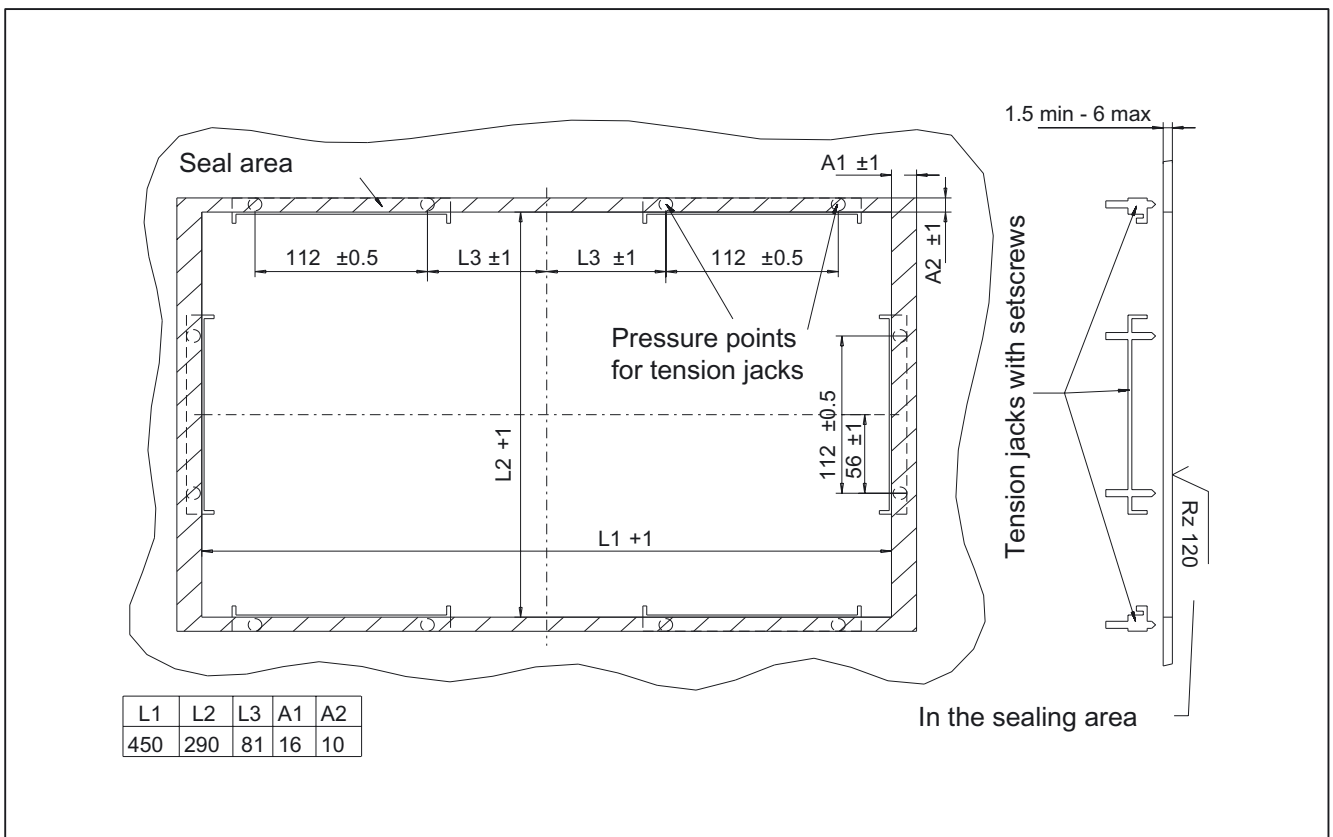 1.5 min - 6 max
Seal area
A1 ±1
A2 ±1
112 ±0.5
L3 ±1
L3 ±1
112 ±0.5
Pressure points
for tension jacks
112 ±0.5
56 ±1
L2 +1
L1 +1
Tension jacks with setscrews
Rz 120
In the sealing area
L1 L2 L3 A1 A2
450 290 81 16 10